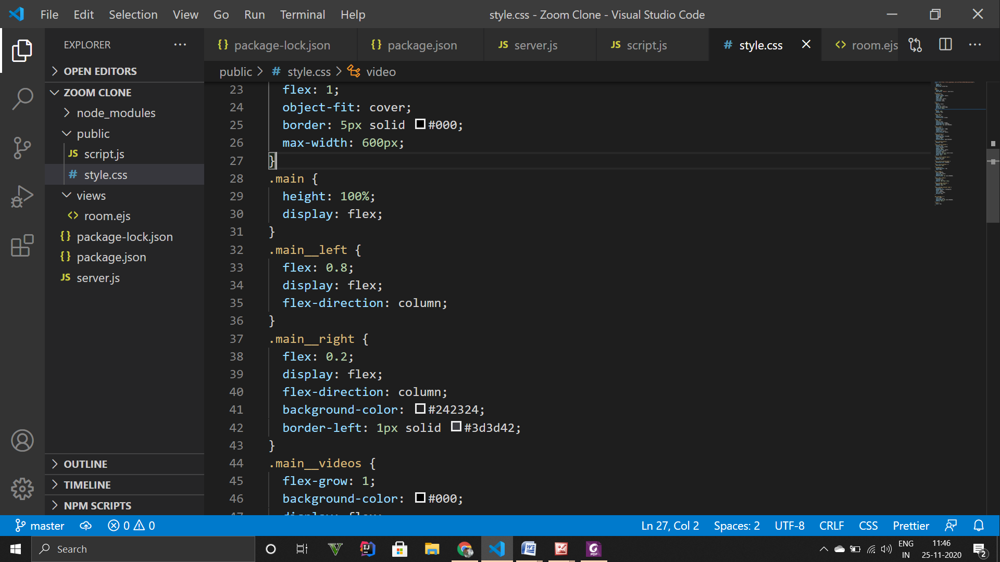 File Edit Selection View Go Run Terminal Help
style.css - Zoom Clone - Visual Studio Code
EXPLORER
OPEN EDITORS
ZOOM CLONE
node_modules
public
JS script.js
# style.css
views
<> room.ejs
{} package-lock.json
{} package.json
JS server.js
OUTLINE
TIMELINE
NPM SCRIPTS
{} package-lock.json {} package.json JS server.js JS script.js # style.css <> room.ejs
public > # style.css > video
23 flex: 1;
24 object-fit: cover;
25 border: 5px solid #000;
26 max-width: 600px;
27 }
28 .main {
29 height: 100%;
30 display: flex;
31 }
32 .main__left {
33 flex: 0.8;
34 display: flex;
35 flex-direction: column;
36 }
37 .main__right {
38 flex: 0.2;
39 display: flex;
40 flex-direction: column;
41 background-color: #242324;
42 border-left: 1px solid #3d3d42;
43 }
44 .main__videos {
45 flex-grow: 1;
46 background-color: #000;
47 display: flex;
master 0 0 Ln 27, Col 2 Spaces: 2 UTF-8 CRLF CSS Prettier
Search
ENG
IN
11:46
25-11-2020
2